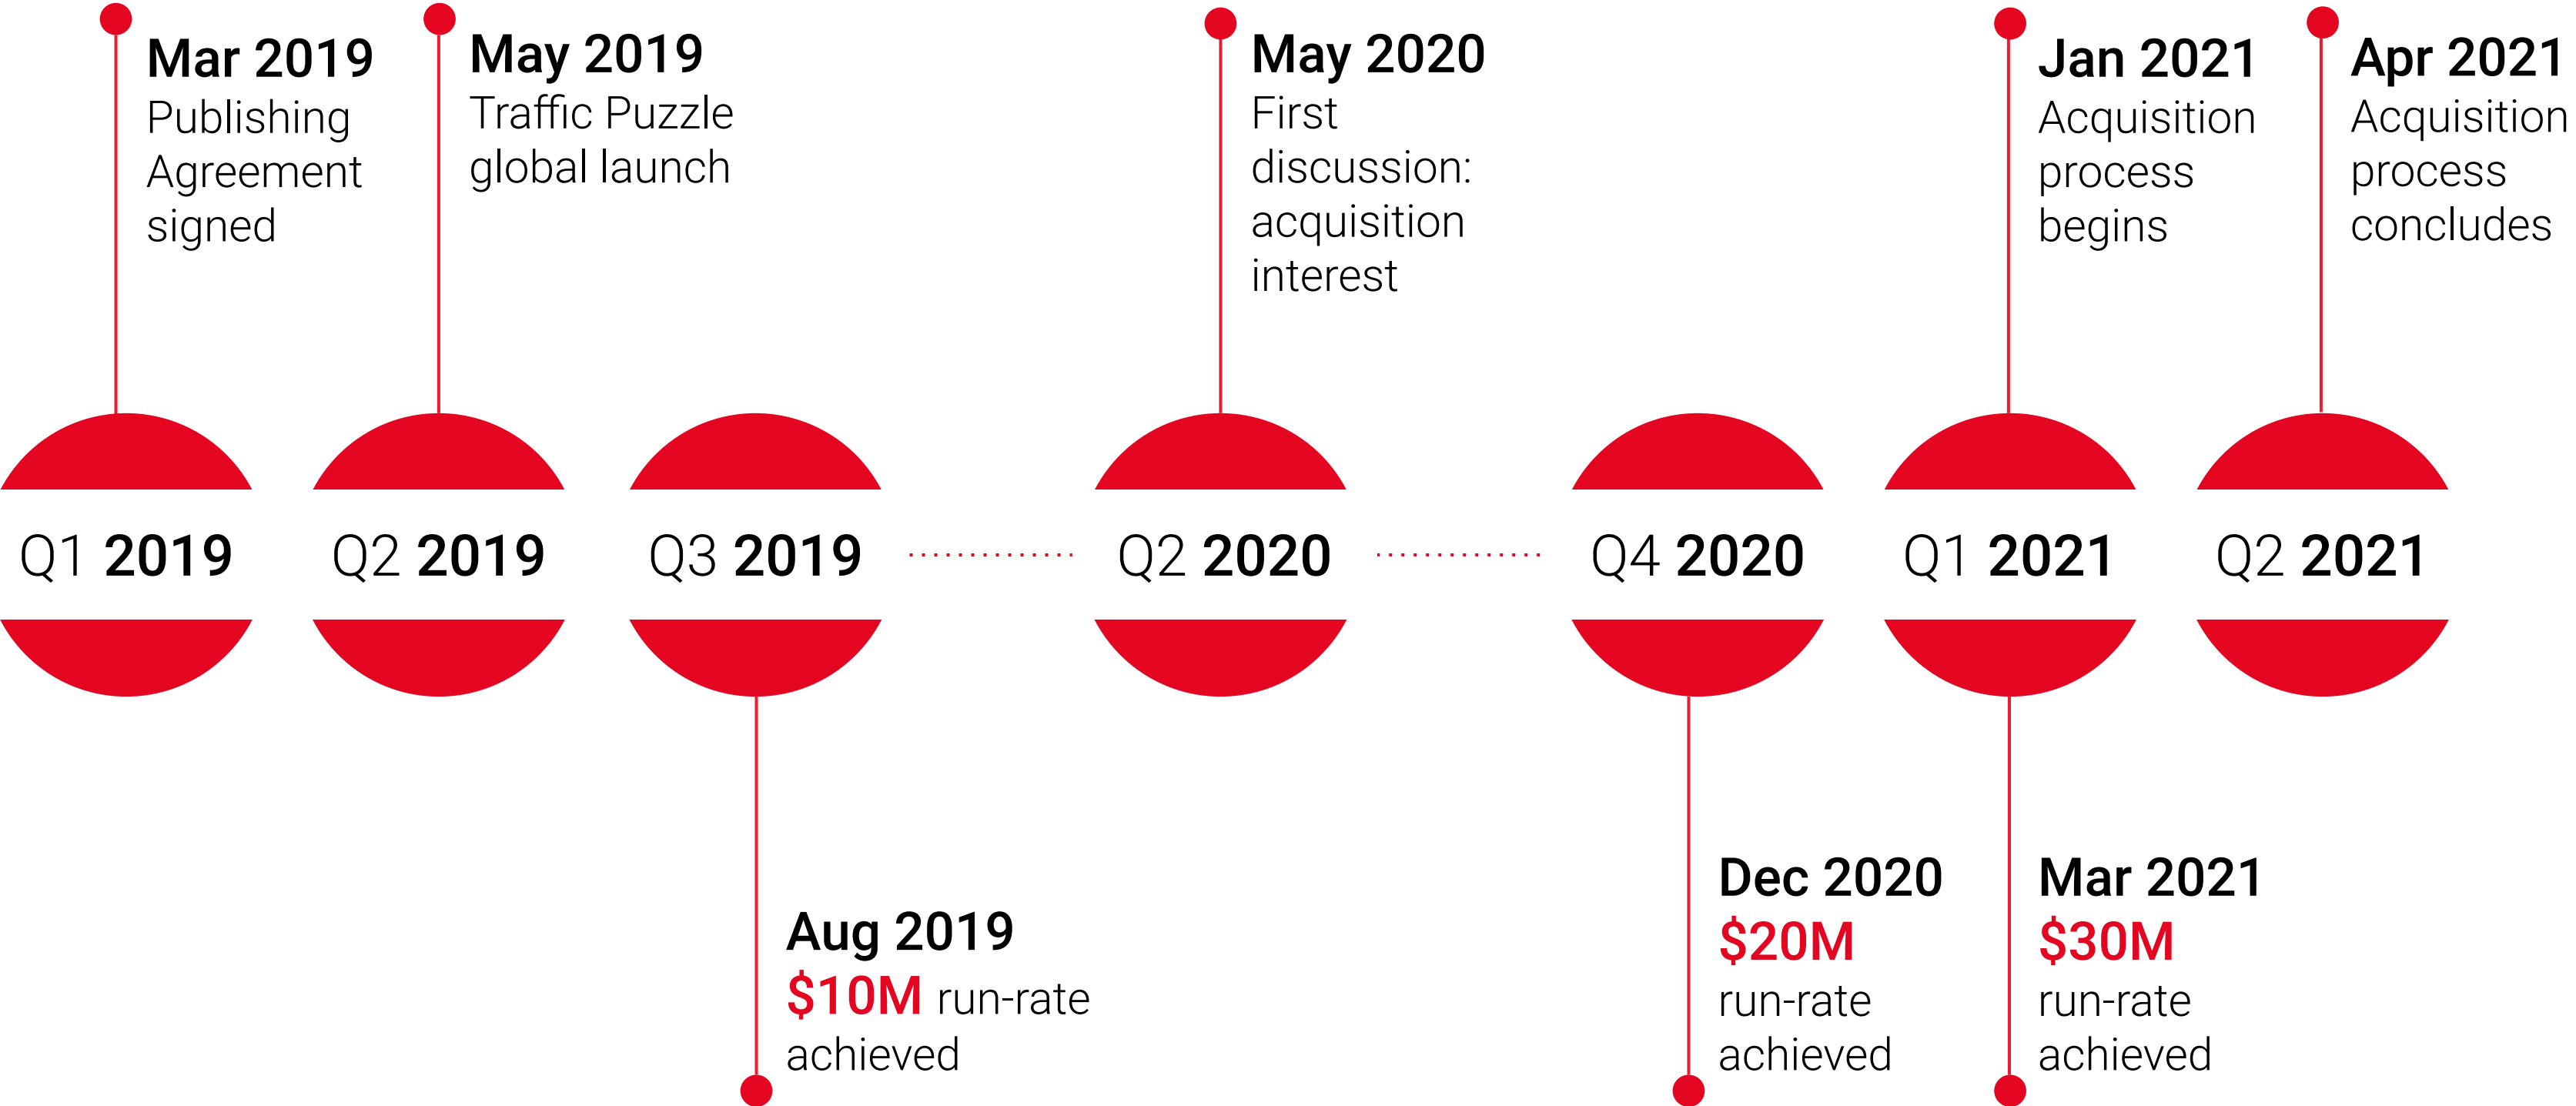 Mar 2019
Publishing
Agreement
signed
May 2019
Traffic Puzzle
global launch
May 2020
First
discussion:
acquisition
interest
Jan 2021
Acquisition
process
begins
Apr 2021
Acquisition
process
concludes
Q1 2019
Q2 2019
Q3 2019
Q2 2020
Q4 2020
Q1 2021
Q2 2021
Aug 2019
$10M run-rate
achieved
Dec 2020
$20M
run-rate
achieved
Mar 2021
$30M
run-rate
achieved